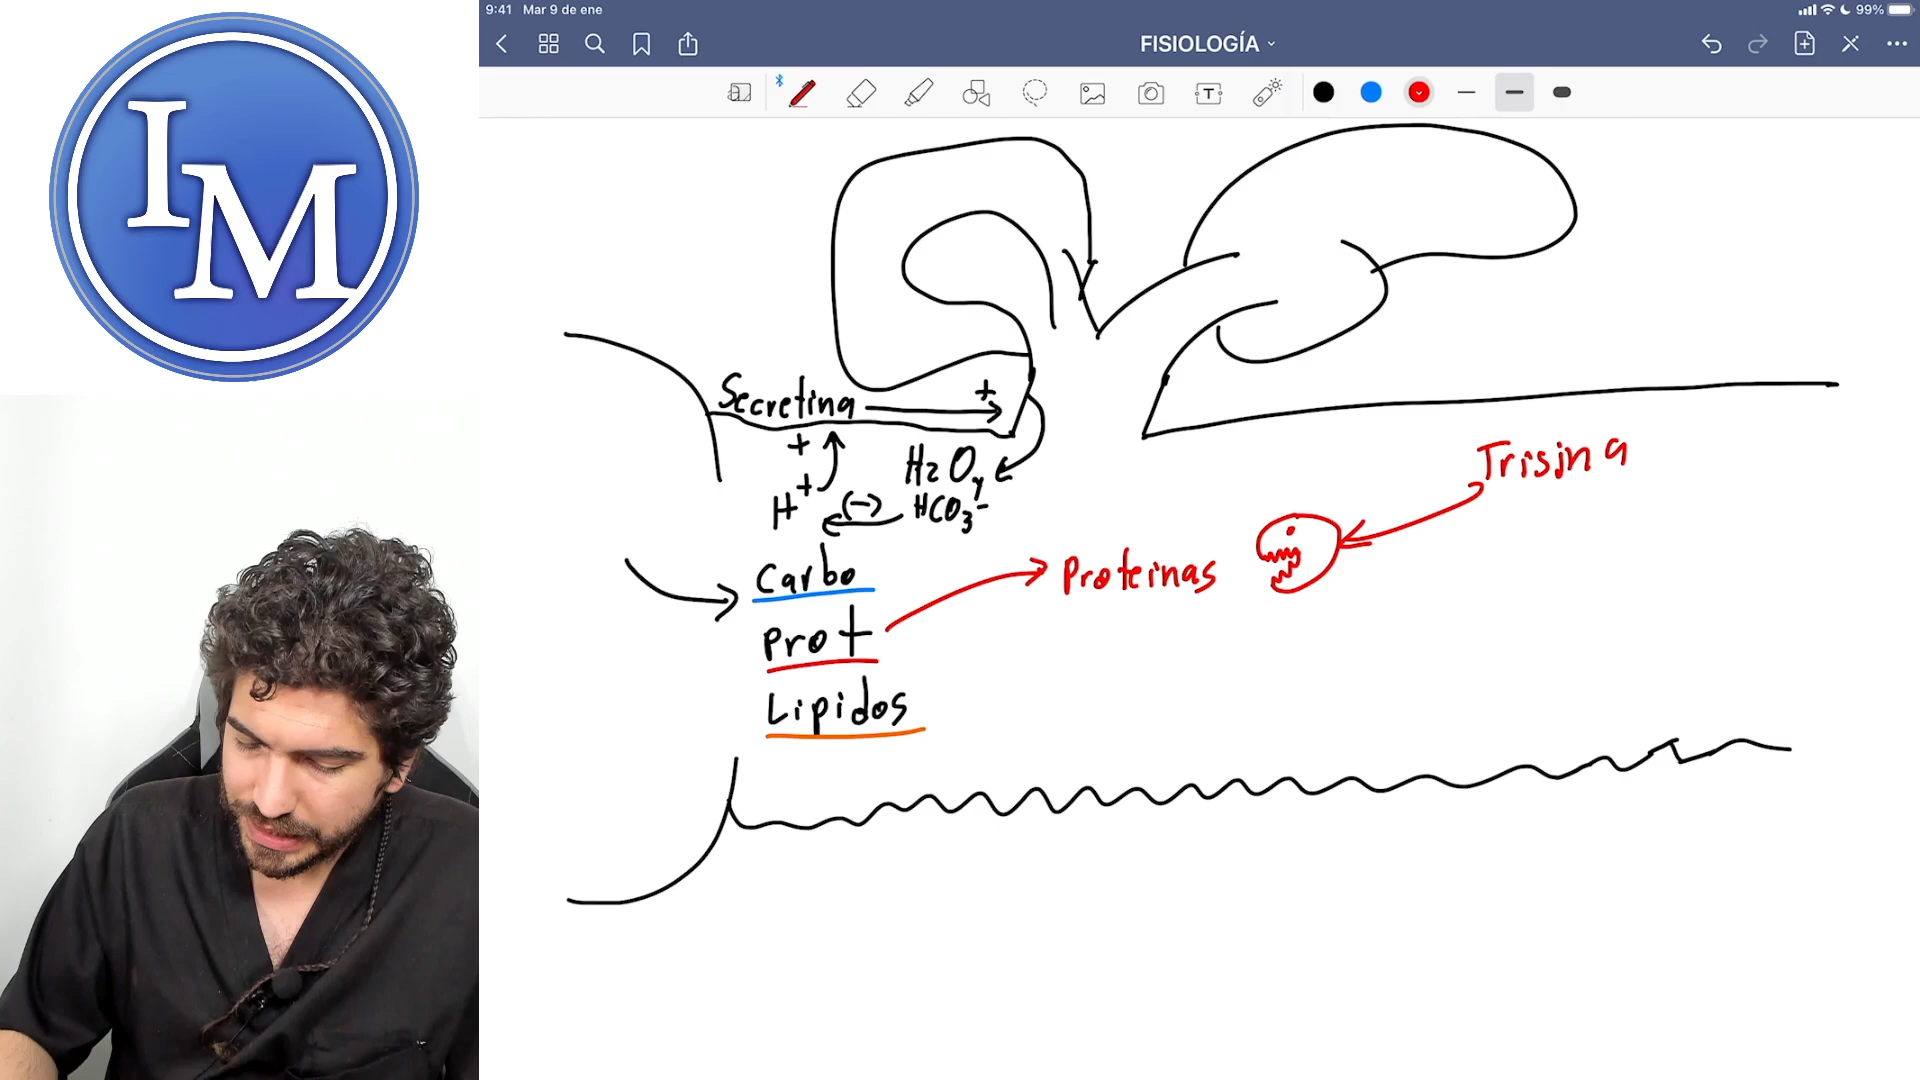 9:41 Mar 9 de ene
99%
FISIOLOGÍA
IM
T
Secretina +
+
H+
(-)
H2O y
HCO3-
Carbo
Prot
Lipidos
Proteinas
Trisina